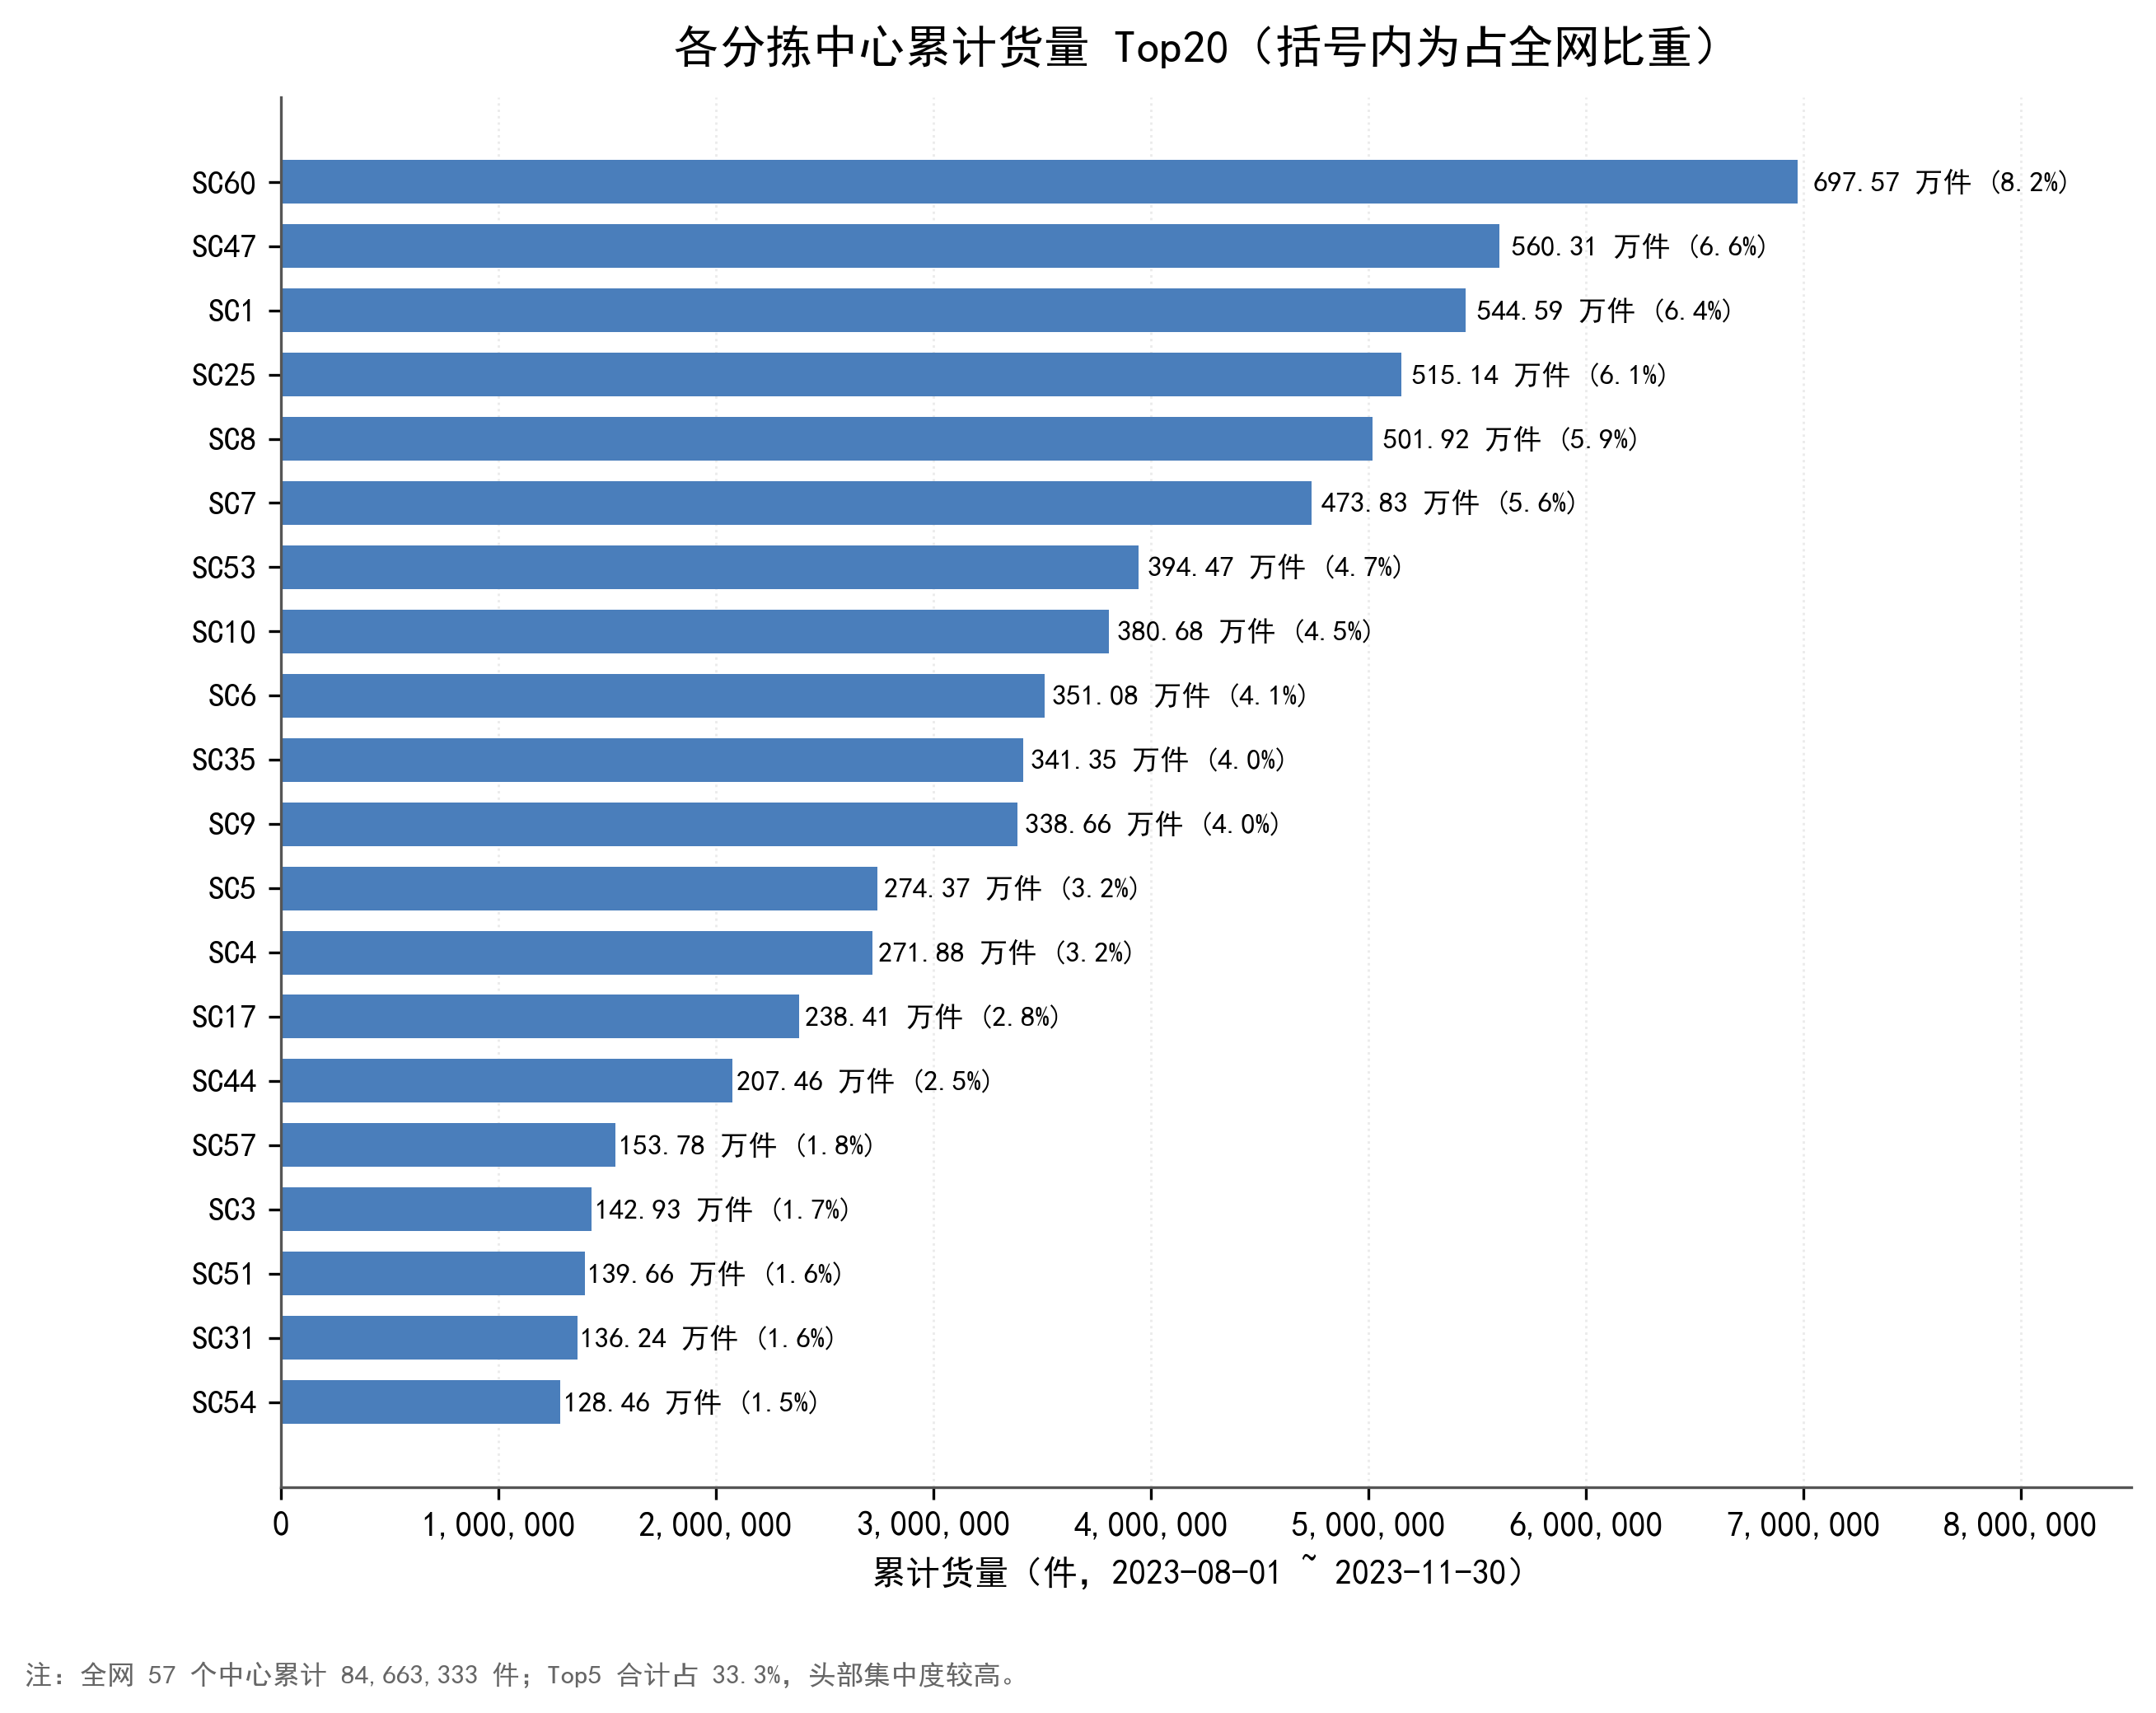 各分拣中心累计货量 Top20（括号内为占全网比重）
SC60 697.57 万件 (8.2%)
SC47 560.31 万件 (6.6%)
SC1 544.59 万件 (6.4%)
SC25 515.14 万件 (6.1%)
SC8 501.92 万件 (5.9%)
SC7 473.83 万件 (5.6%)
SC53 394.47 万件 (4.7%)
SC10 380.68 万件 (4.5%)
SC6 351.08 万件 (4.1%)
SC35 341.35 万件 (4.0%)
SC9 338.66 万件 (4.0%)
SC5 274.37 万件 (3.2%)
SC4 271.88 万件 (3.2%)
SC17 238.41 万件 (2.8%)
SC44 207.46 万件 (2.5%)
SC57 153.78 万件 (1.8%)
SC3 142.93 万件 (1.7%)
SC51 139.66 万件 (1.6%)
SC31 136.24 万件 (1.6%)
SC54 128.46 万件 (1.5%)
0 1,000,000 2,000,000 3,000,000 4,000,000 5,000,000 6,000,000 7,000,000 8,000,000
累计货量（件，2023-08-01 ~ 2023-11-30）
注：全网 57 个中心累计 84,663,333 件；Top5 合计占 33.3%，头部集中度较高。